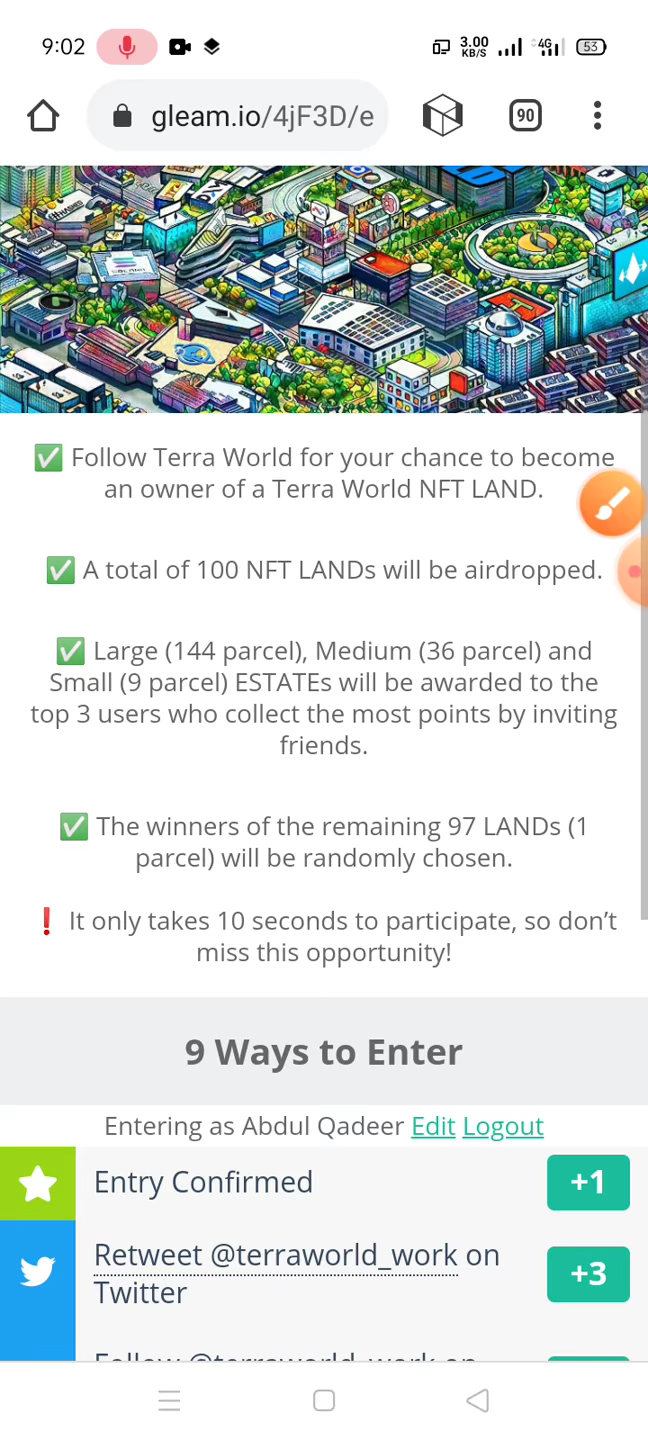 9:02
3.00
KB/S
4G
53
gleam.io/4jF3D/e
90
✅ Follow Terra World for your chance to become
an owner of a Terra World NFT LAND.
✅ A total of 100 NFT LANDs will be airdropped.
✅ Large (144 parcel), Medium (36 parcel) and
Small (9 parcel) ESTATEs will be awarded to the
top 3 users who collect the most points by inviting
friends.
✅ The winners of the remaining 97 LANDs (1
parcel) will be randomly chosen.
❗ It only takes 10 seconds to participate, so don’t
miss this opportunity!
9 Ways to Enter
Entering as Abdul Qadeer Edit Logout
Entry Confirmed
+1
Retweet @terraworld_work on
Twitter
+3
Follow @terraworld_work on